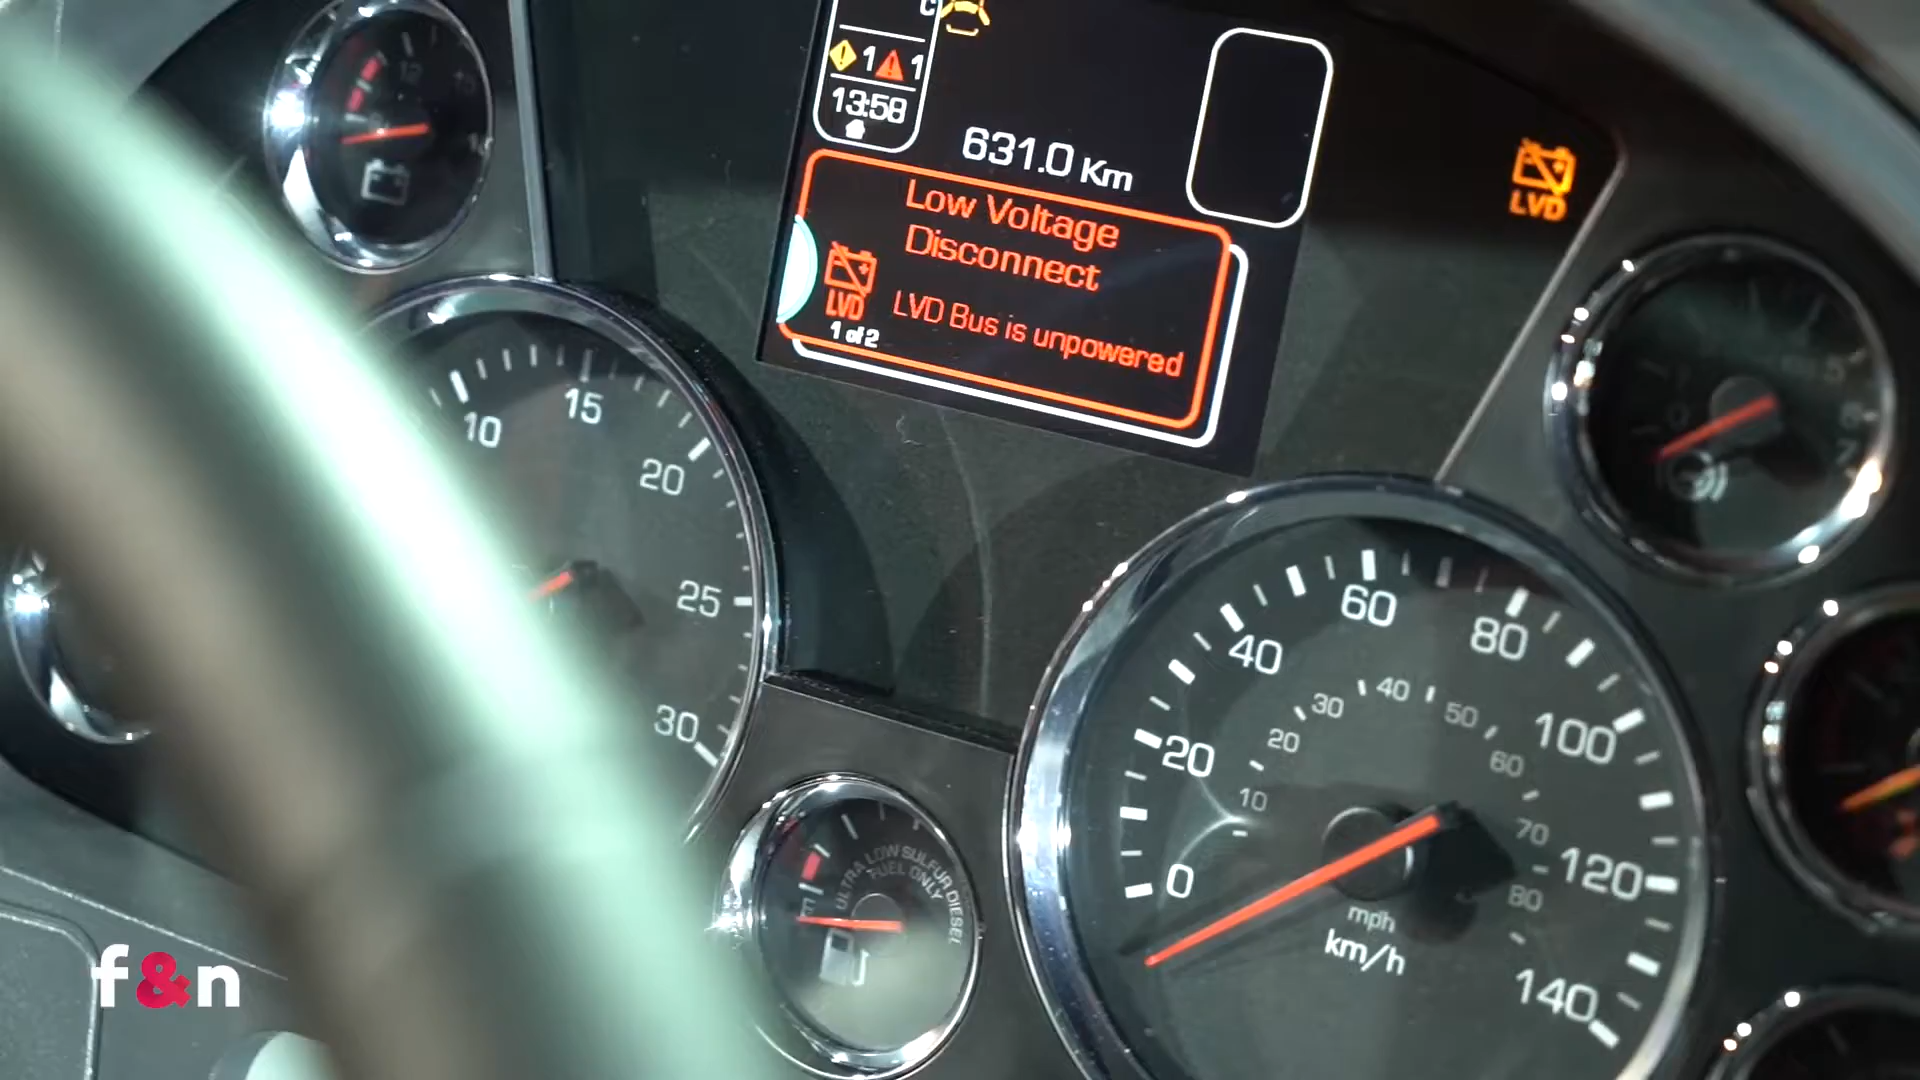 C
1 1
13:58
631.0 Km
Low Voltage
Disconnect
LVD
LVD Bus is unpowered
1 of 2
LVD
10
15
20
25
30
ULTRA LOW SULFUR DIESEL
FUEL ONLY
E
0
20
40
60
80
100
120
140
10
20
30
40
50
60
70
80
mph
km/h
f&n